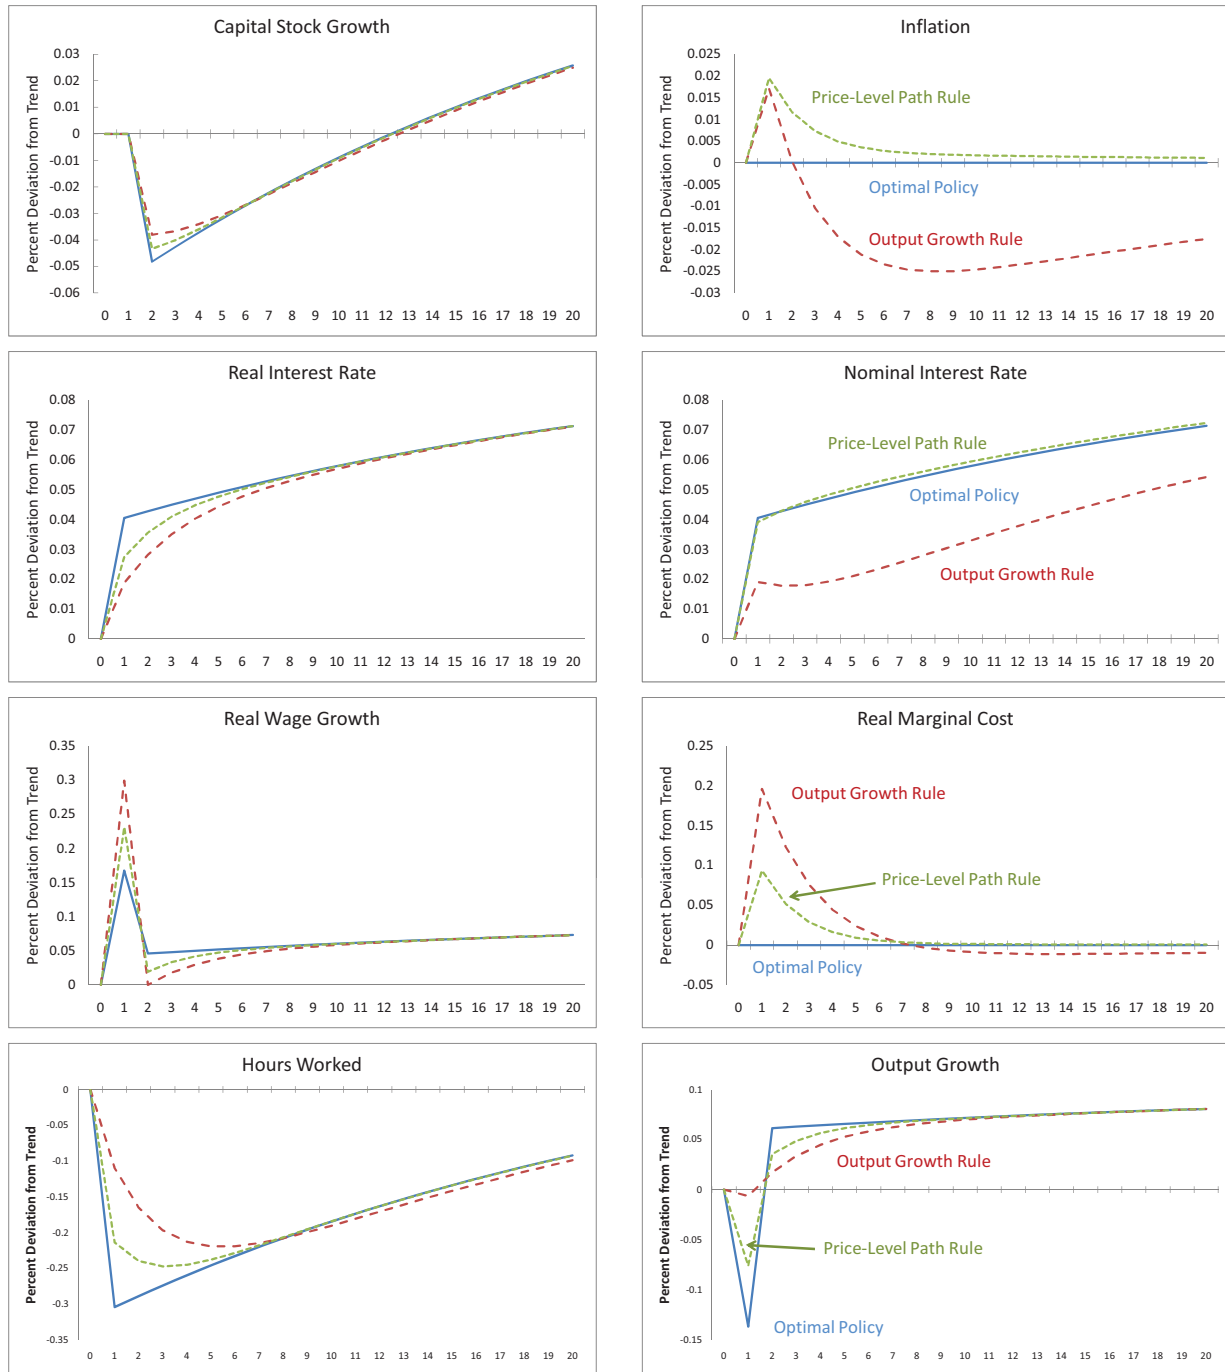 Capital Stock Growth
Percent Deviation from Trend
0.03
0.02
0.01
0
-0.01
-0.02
-0.03
-0.04
-0.05
-0.06
0 1 2 3 4 5 6 7 8 9 10 11 12 13 14 15 16 17 18 19 20
Inflation
Percent Deviation from Trend
0.025
0.02
0.015
0.01
0.005
0
-0.005
-0.01
-0.015
-0.02
-0.025
-0.03
Price-Level Path Rule
Optimal Policy
Output Growth Rule
0 1 2 3 4 5 6 7 8 9 10 11 12 13 14 15 16 17 18 19 20
Real Interest Rate
Percent Deviation from Trend
0.08
0.07
0.06
0.05
0.04
0.03
0.02
0.01
0
0 1 2 3 4 5 6 7 8 9 10 11 12 13 14 15 16 17 18 19 20
Nominal Interest Rate
Percent Deviation from Trend
0.08
0.07
0.06
0.05
0.04
0.03
0.02
0.01
0
Price-Level Path Rule
Optimal Policy
Output Growth Rule
0 1 2 3 4 5 6 7 8 9 10 11 12 13 14 15 16 17 18 19 20
Real Wage Growth
Percent Deviation from Trend
0.35
0.3
0.25
0.2
0.15
0.1
0.05
0
0 1 2 3 4 5 6 7 8 9 10 11 12 13 14 15 16 17 18 19 20
Real Marginal Cost
Percent Deviation from Trend
0.25
0.2
0.15
0.1
0.05
0
-0.05
Output Growth Rule
Price-Level Path Rule
Optimal Policy
0 1 2 3 4 5 6 7 8 9 10 11 12 13 14 15 16 17 18 19 20
Hours Worked
Percent Deviation from Trend
0
-0.05
-0.1
-0.15
-0.2
-0.25
-0.3
-0.35
0 1 2 3 4 5 6 7 8 9 10 11 12 13 14 15 16 17 18 19 20
Output Growth
Percent Deviation from Trend
0.1
0.05
0
-0.05
-0.1
-0.15
Output Growth Rule
Price-Level Path Rule
Optimal Policy
0 1 2 3 4 5 6 7 8 9 10 11 12 13 14 15 16 17 18 19 20